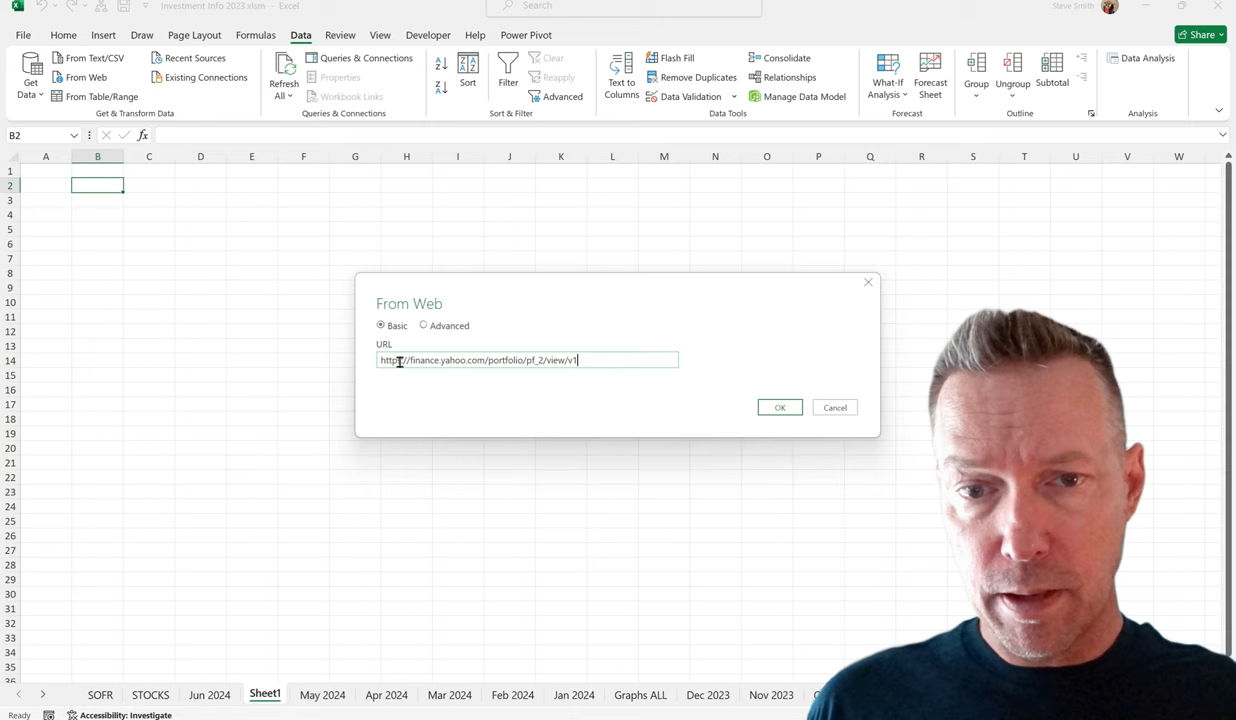 Investment Info 2023.xlsm - Excel
Search
Steve Smith
File Home Insert Draw Page Layout Formulas Data Review View Developer Help Power Pivot
Share
Get Data
From Text/CSV
From Web
From Table/Range
Recent Sources
Existing Connections
Get & Transform Data
Refresh All
Queries & Connections
Properties
Workbook Links
Queries & Connections
Sort
Filter
Clear
Reapply
Advanced
Sort & Filter
Text to Columns
Flash Fill
Remove Duplicates
Data Validation
Consolidate
Relationships
Manage Data Model
Data Tools
What-If Analysis
Forecast Sheet
Forecast
Group
Ungroup
Subtotal
Outline
Data Analysis
Analysis
B2
fx
A B C D E F G H I J K L M N O P Q R S T U V W
1
2
3
4
5
6
7
8
9
10
11
12
13
14
15
16
17
18
19
20
21
22
23
24
25
26
27
28
29
30
31
32
33
34
35
36
From Web
Basic Advanced
URL
https://finance.yahoo.com/portfolio/pf_2/view/v1
OK Cancel
SOFR STOCKS Jun 2024 Sheet1 May 2024 Apr 2024 Mar 2024 Feb 2024 Jan 2024 Graphs ALL Dec 2023 Nov 2023
Ready Accessibility: Investigate